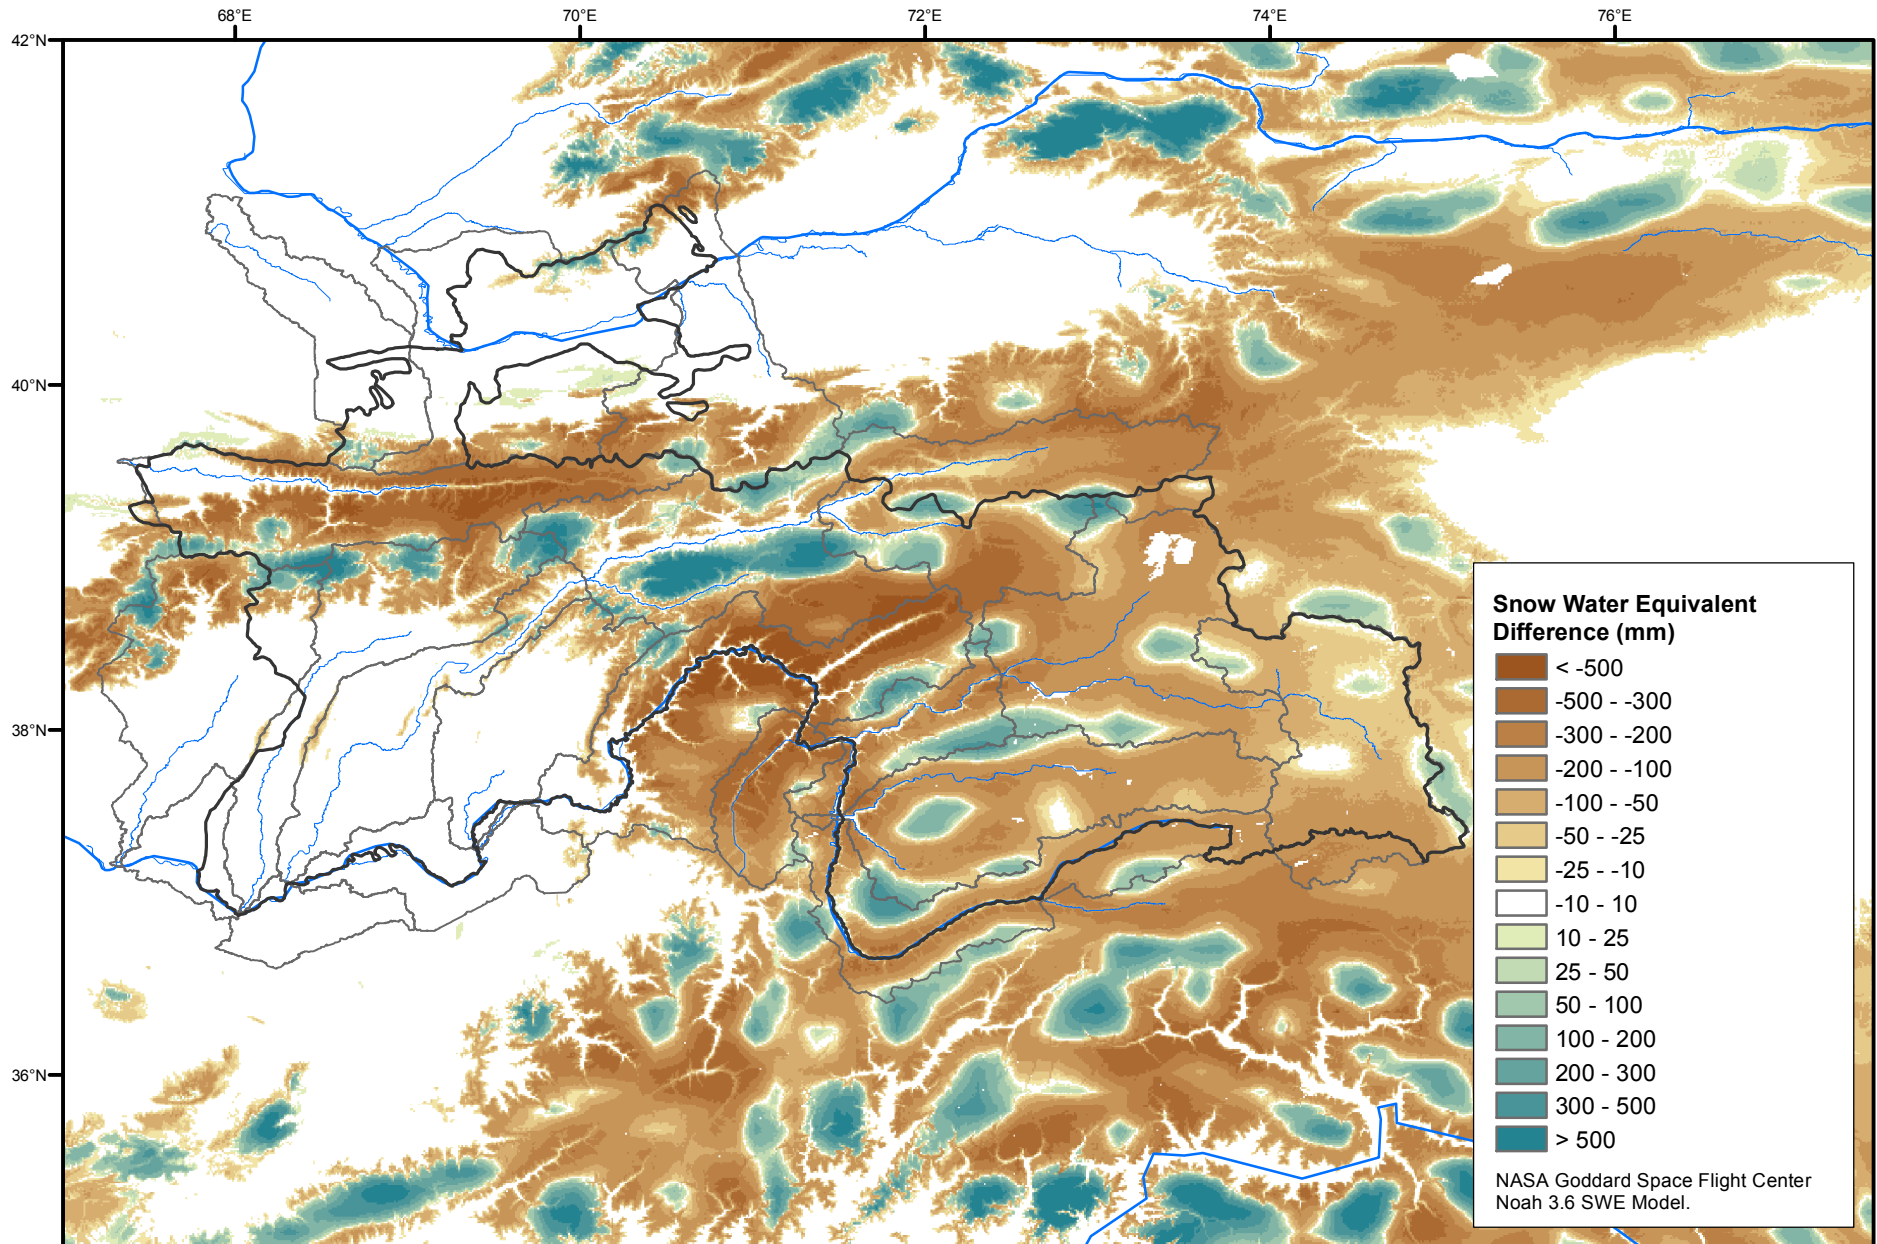 68°E
70°E
72°E
74°E
76°E
42°N
40°N
38°N
36°N
Snow Water Equivalent
Difference (mm)
< -500
-500 - -300
-300 - -200
-200 - -100
-100 - -50
-50 - -25
-25 - -10
-10 - 10
10 - 25
25 - 50
50 - 100
100 - 200
200 - 300
300 - 500
> 500
NASA Goddard Space Flight Center
Noah 3.6 SWE Model.